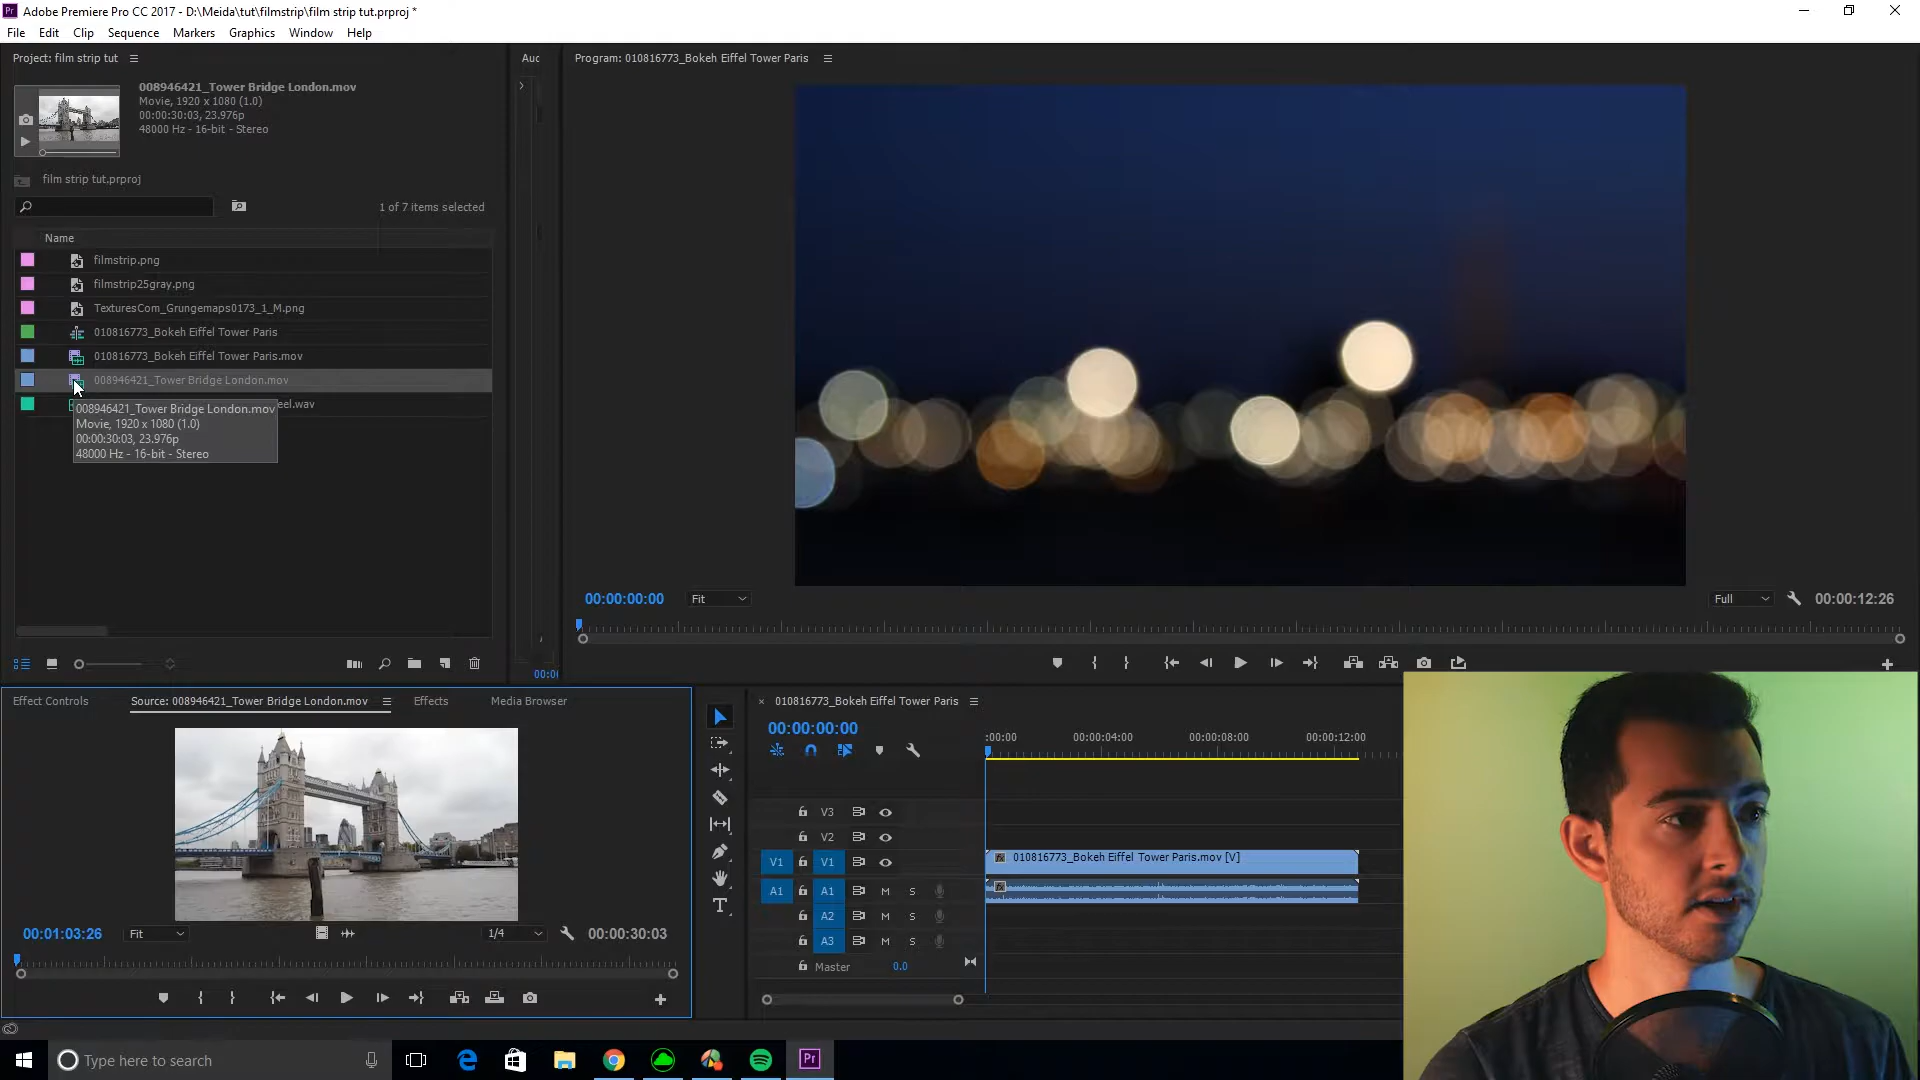 Adobe Premiere Pro CC 2017 - D:\Meida\tut\filmstrip\film strip tut.prproj *
File Edit Clip Sequence Markers Graphics Window Help
Project: film strip tut
008946421_Tower Bridge London.mov
Movie, 1920 x 1080 (1.0)
00:00:30:03, 23.976p
48000 Hz - 16-bit - Stereo
film strip tut.prproj
1 of 7 items selected
Name
filmstrip.png
filmstrip25gray.png
TexturesCom_Grungemaps0173_1_M.png
010816773_Bokeh Eiffel Tower Paris
010816773_Bokeh Eiffel Tower Paris.mov
008946421_Tower Bridge London.mov
eel.wav
008946421_Tower Bridge London.mov
Movie, 1920 x 1080 (1.0)
00:00:30:03, 23.976p
48000 Hz - 16-bit - Stereo
Auc
00:0(
Program: 010816773_Bokeh Eiffel Tower Paris
00:00:00:00 Fit Full 00:00:12:26
Effect Controls Source: 008946421_Tower Bridge London.mov Effects Media Browser
00:01:03:26 Fit 1/4 00:00:30:03
010816773_Bokeh Eiffel Tower Paris
00:00:00:00
:00:00 00:00:04:00 00:00:08:00 00:00:12:00
V3
V2
V1 V1 010816773_Bokeh Eiffel Tower Paris.mov [V]
A1 A1 M S
A2 M S
A3 M S
Master 0.0
Type here to search
Pr